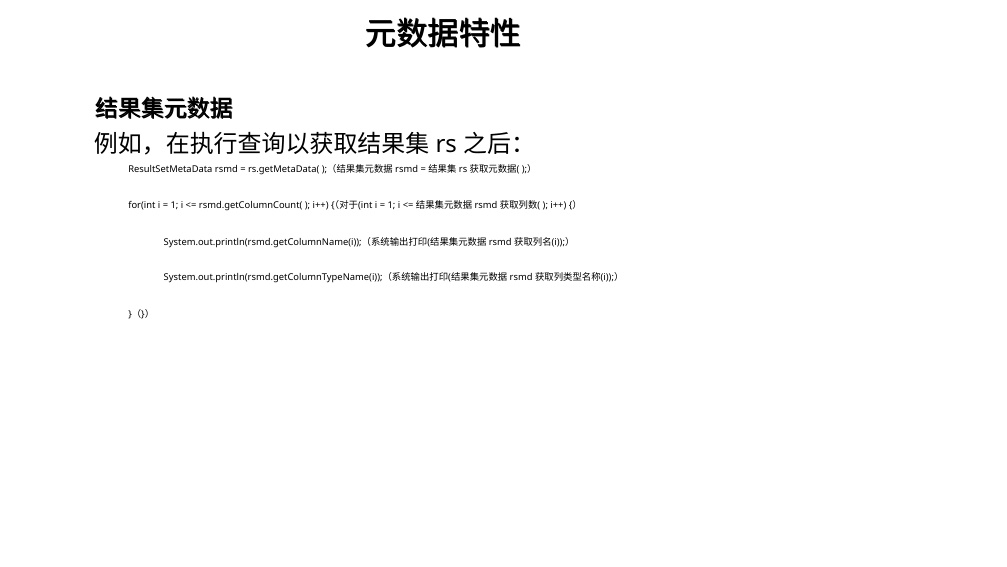 元数据特性
结果集元数据
例如，在执行查询以获取结果集 rs 之后：
ResultSetMetaData rsmd = rs.getMetaData( );（结果集元数据 rsmd = 结果集 rs 获取元数据( );）
for(int i = 1; i <= rsmd.getColumnCount( ); i++) {（对于(int i = 1; i <= 结果集元数据 rsmd 获取列数( ); i++) {）
System.out.println(rsmd.getColumnName(i));（系统输出打印(结果集元数据 rsmd 获取列名(i));）
System.out.println(rsmd.getColumnTypeName(i));（系统输出打印(结果集元数据 rsmd 获取列类型名称(i));）
}（}）